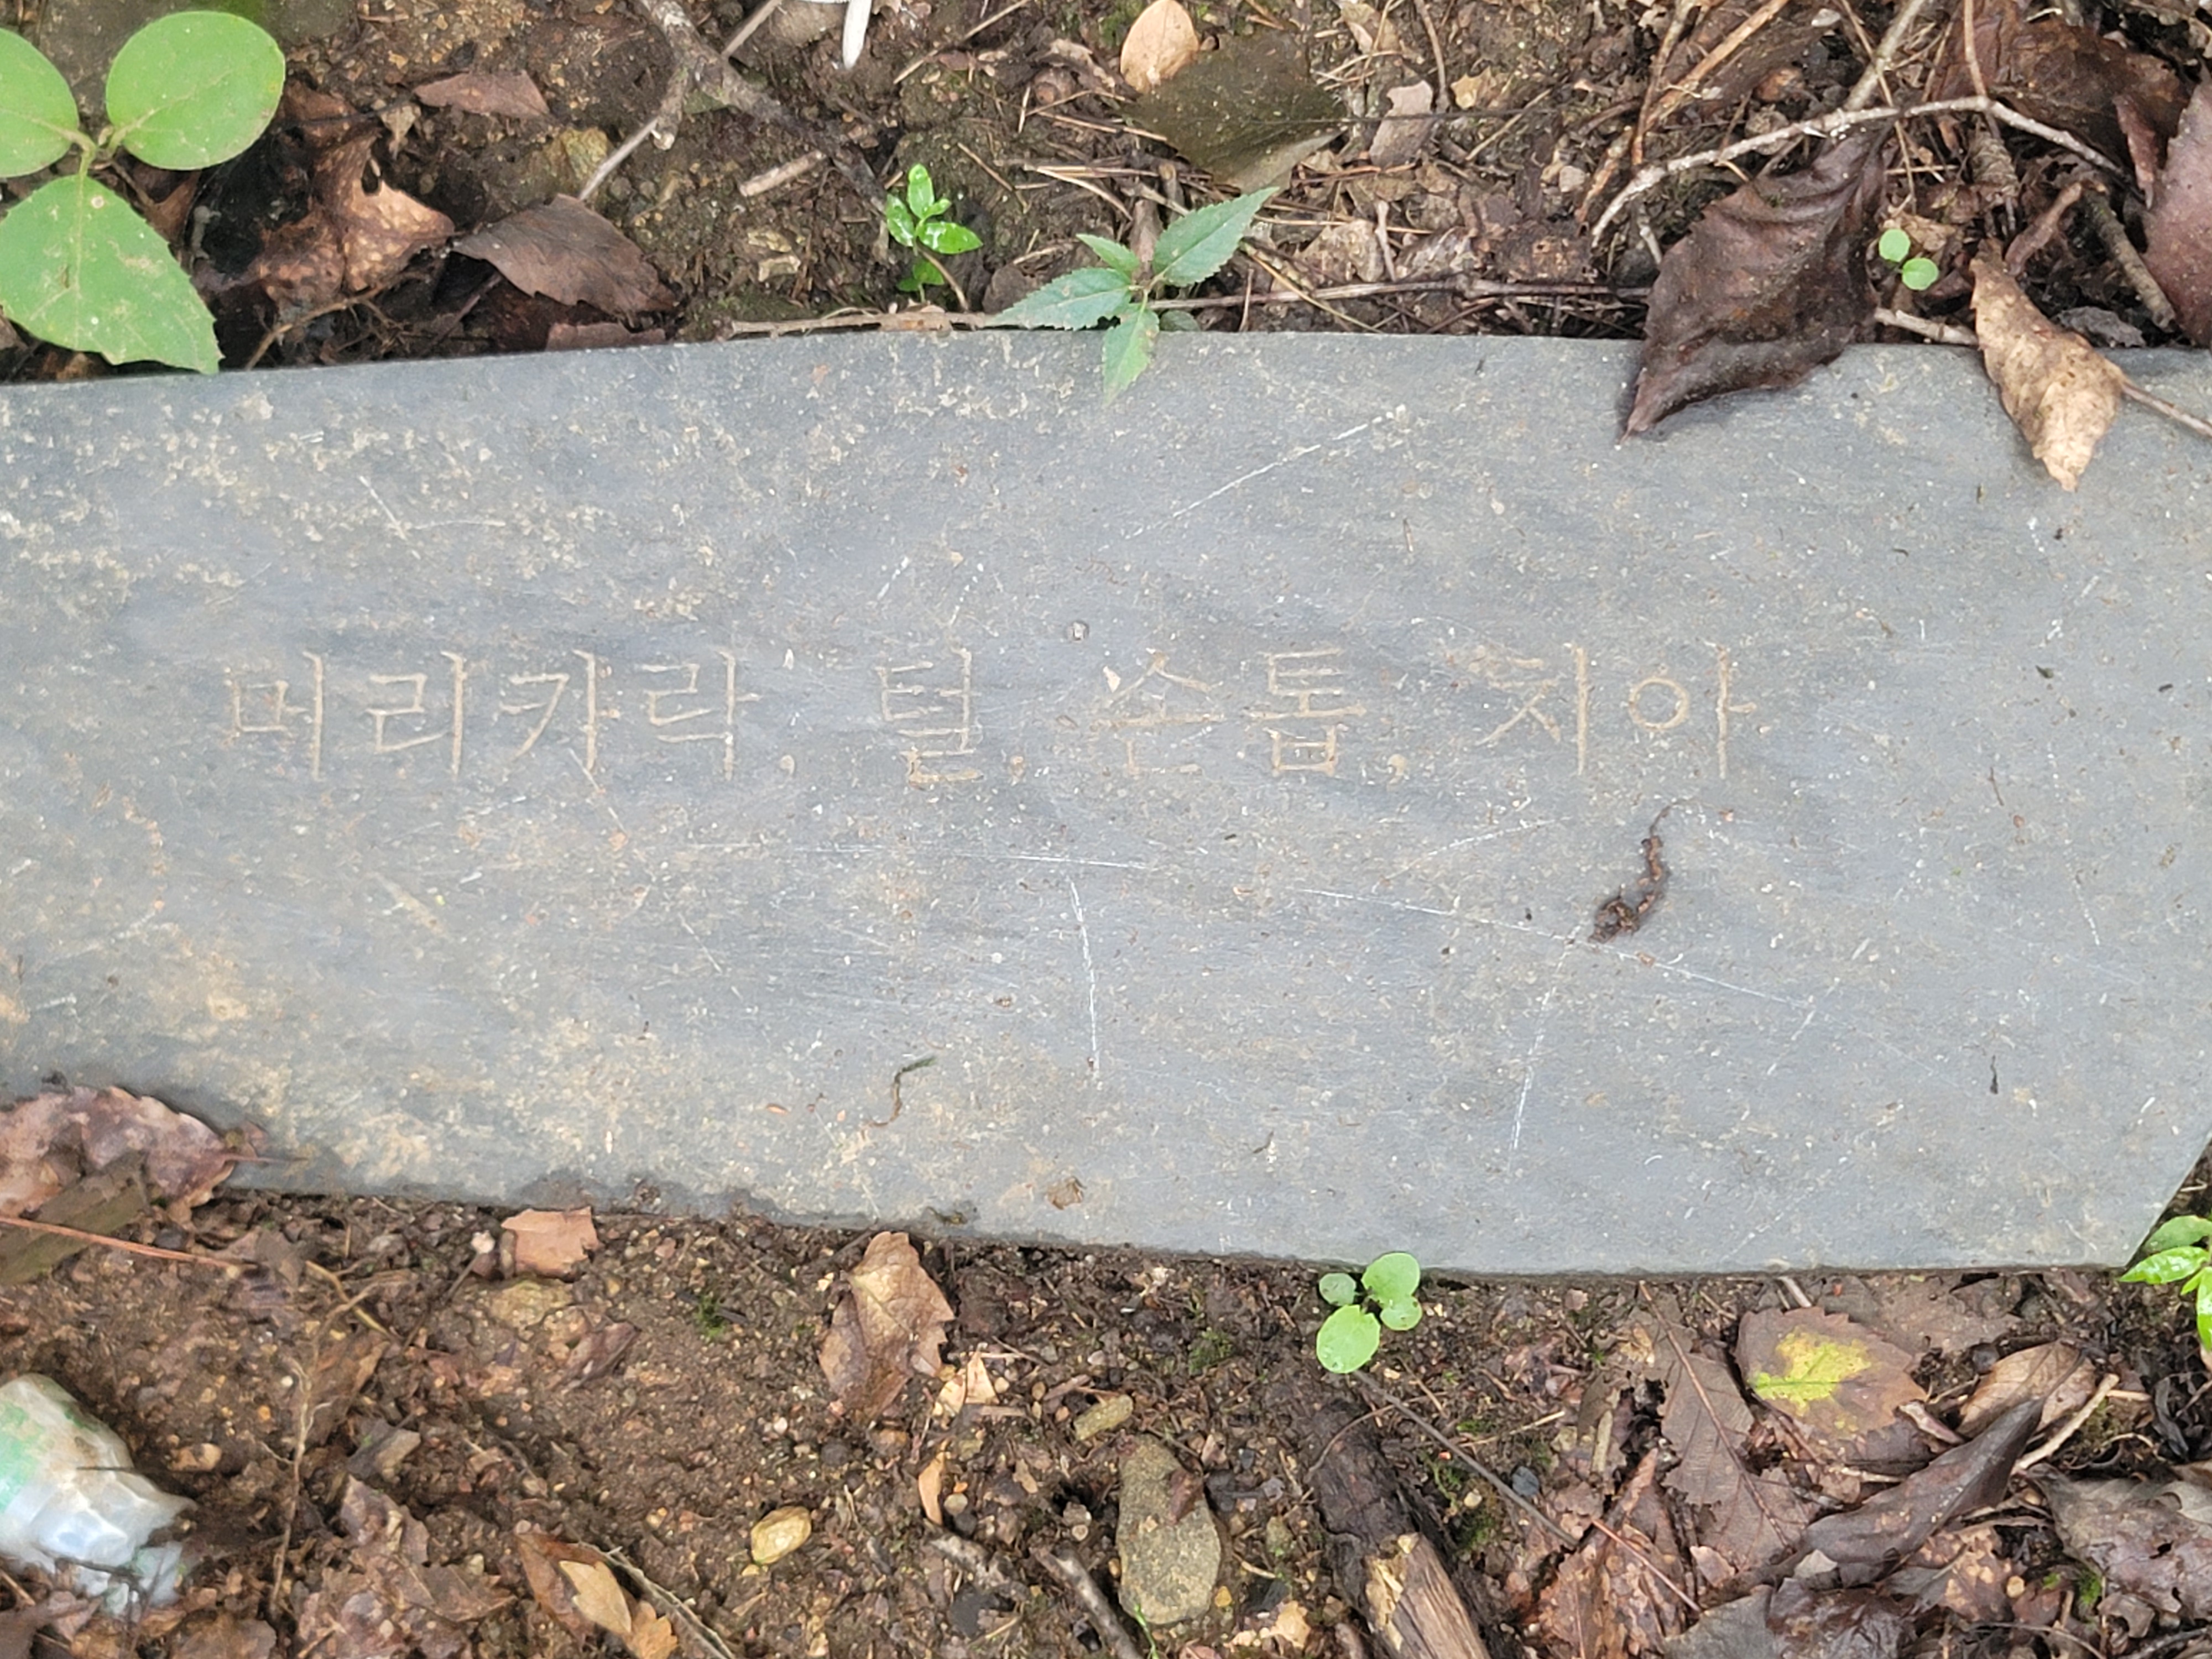 머리카락, 털, 손톱, 치아